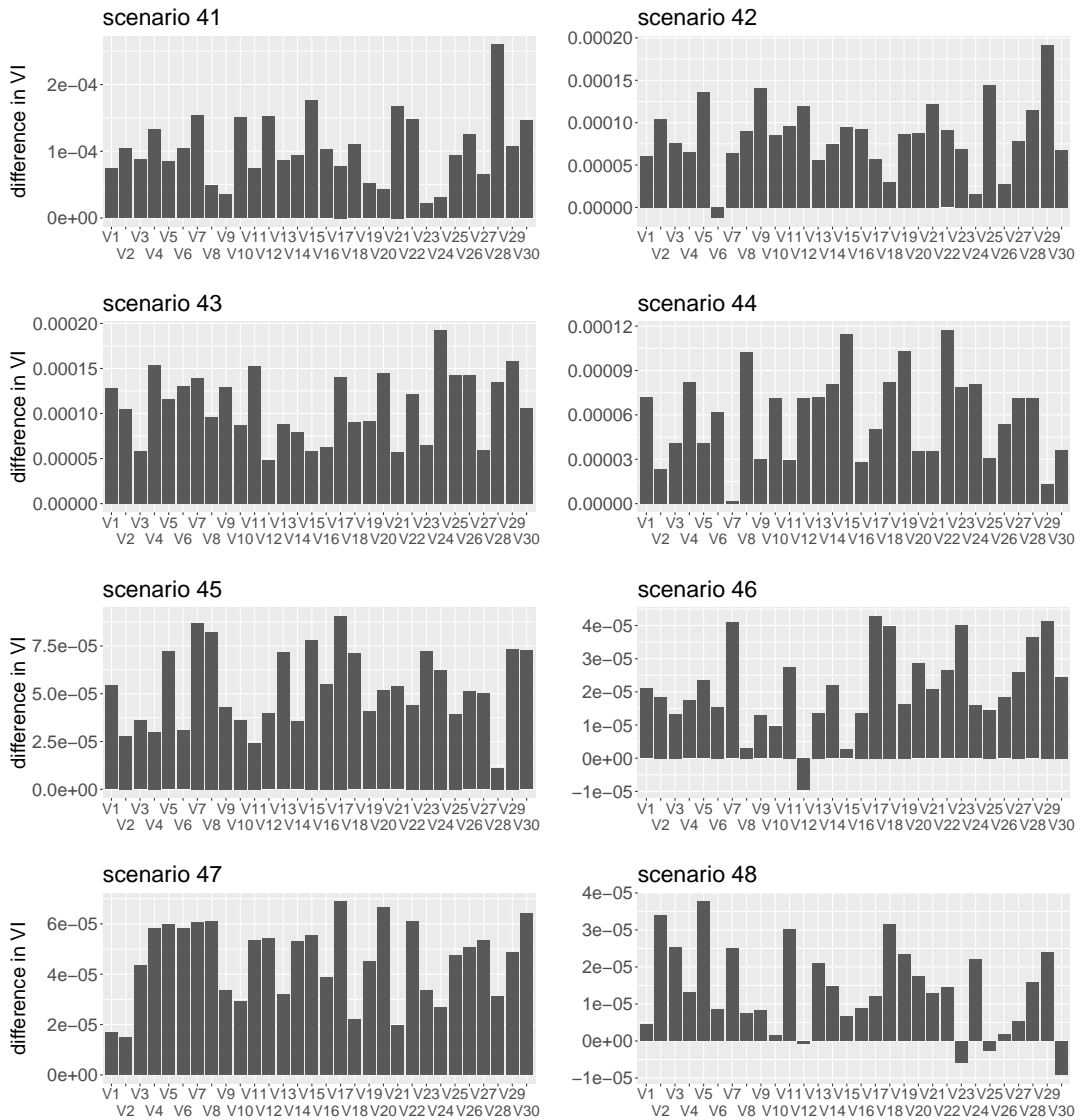 scenario 41
difference in VI
2e−04
1e−04
0e+00
V1 V3 V5 V7 V9 V11 V13 V15 V17 V19 V21 V23 V25 V27 V29
V2 V4 V6 V8 V10 V12 V14 V16 V18 V20 V22 V24 V26 V28 V30
scenario 42
0.00020
0.00015
0.00010
0.00005
0.00000
V1 V3 V5 V7 V9 V11 V13 V15 V17 V19 V21 V23 V25 V27 V29
V2 V4 V6 V8 V10 V12 V14 V16 V18 V20 V22 V24 V26 V28 V30
scenario 43
difference in VI
0.00020
0.00015
0.00010
0.00005
0.00000
V1 V3 V5 V7 V9 V11 V13 V15 V17 V19 V21 V23 V25 V27 V29
V2 V4 V6 V8 V10 V12 V14 V16 V18 V20 V22 V24 V26 V28 V30
scenario 44
0.00012
0.00009
0.00006
0.00003
0.00000
V1 V3 V5 V7 V9 V11 V13 V15 V17 V19 V21 V23 V25 V27 V29
V2 V4 V6 V8 V10 V12 V14 V16 V18 V20 V22 V24 V26 V28 V30
scenario 45
difference in VI
7.5e−05
5.0e−05
2.5e−05
0.0e+00
V1 V3 V5 V7 V9 V11 V13 V15 V17 V19 V21 V23 V25 V27 V29
V2 V4 V6 V8 V10 V12 V14 V16 V18 V20 V22 V24 V26 V28 V30
scenario 46
4e−05
3e−05
2e−05
1e−05
0e+00
−1e−05
V1 V3 V5 V7 V9 V11 V13 V15 V17 V19 V21 V23 V25 V27 V29
V2 V4 V6 V8 V10 V12 V14 V16 V18 V20 V22 V24 V26 V28 V30
scenario 47
difference in VI
6e−05
4e−05
2e−05
0e+00
V1 V3 V5 V7 V9 V11 V13 V15 V17 V19 V21 V23 V25 V27 V29
V2 V4 V6 V8 V10 V12 V14 V16 V18 V20 V22 V24 V26 V28 V30
scenario 48
4e−05
3e−05
2e−05
1e−05
0e+00
−1e−05
V1 V3 V5 V7 V9 V11 V13 V15 V17 V19 V21 V23 V25 V27 V29
V2 V4 V6 V8 V10 V12 V14 V16 V18 V20 V22 V24 V26 V28 V30